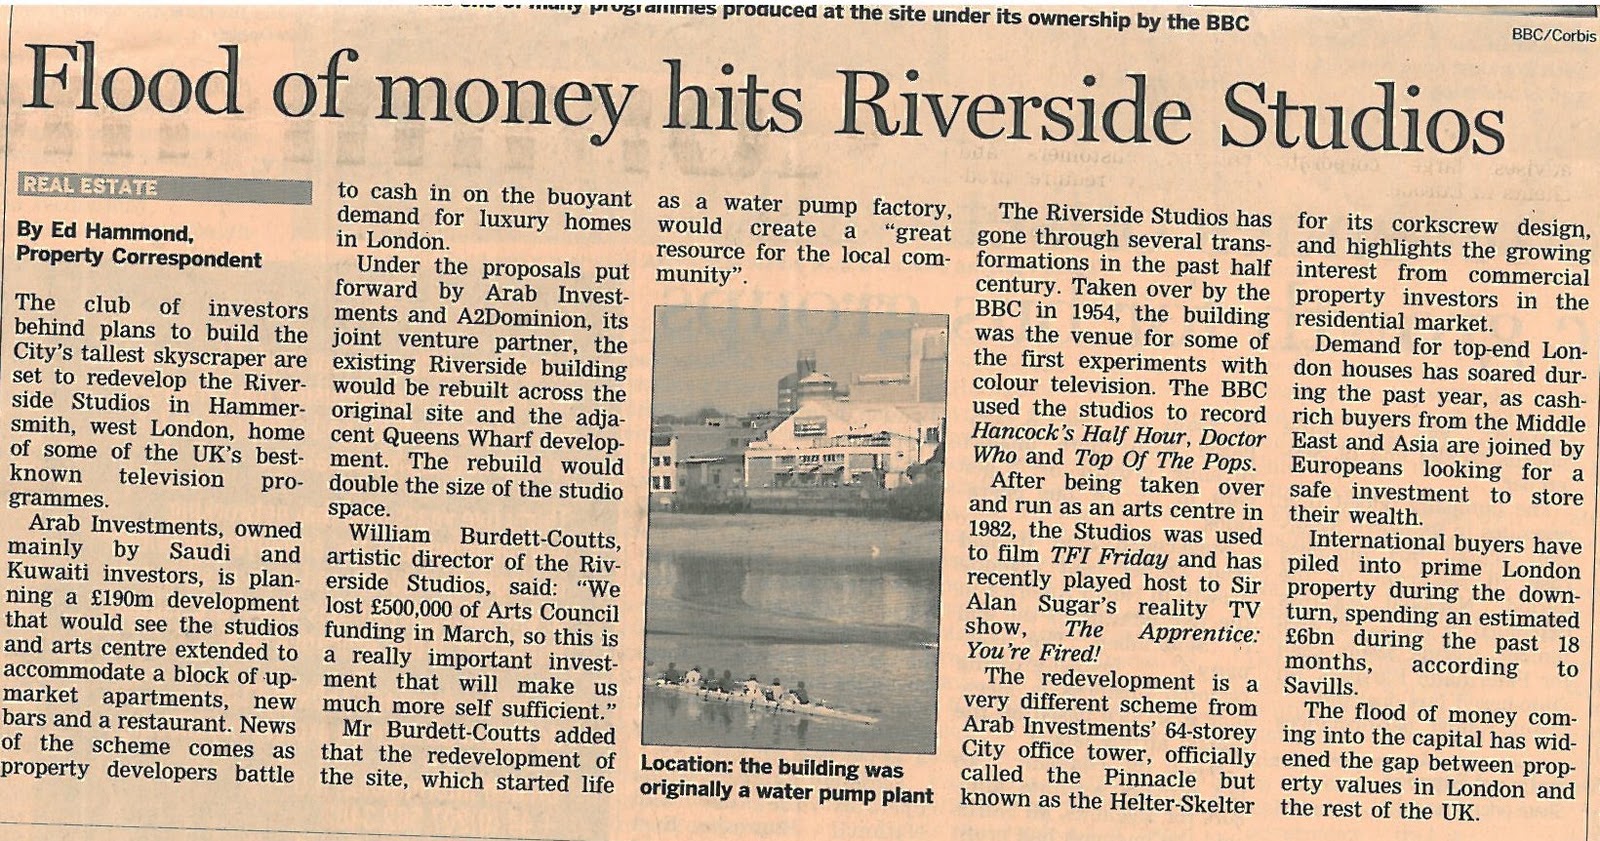 programmes produced at the site under its ownership by the BBC
BBC/Corbis
Flood of money hits Riverside Studios
REAL ESTATE
By Ed Hammond,
Property Correspondent
The club of investors
behind plans to build the
City's tallest skyscraper are
set to redevelop the River-
side Studios in Hammer-
smith, west London, home
of some of the UK's best-
known television pro-
grammes.
Arab Investments, owned
mainly by Saudi and
Kuwaiti investors, is plan-
ning a £190m development
that would see the studios
and arts centre extended to
accommodate a block of up-
market apartments, new
bars and a restaurant. News
of the scheme comes as
property developers battle
to cash in on the buoyant
demand for luxury homes
in London.
Under the proposals put
forward by Arab Invest-
ments and A2Dominion, its
joint venture partner, the
existing Riverside building
would be rebuilt across the
original site and the adja-
cent Queens Wharf develop-
ment. The rebuild would
double the size of the studio
space.
William Burdett-Coutts,
artistic director of the Riv-
erside Studios, said: "We
lost £500,000 of Arts Council
funding in March, so this is
a really important invest-
ment that will make us
much more self sufficient."
Mr Burdett-Coutts added
that the redevelopment of
the site, which started life
as a water pump factory,
would create a "great
resource for the local com-
munity".
Location: the building was
originally a water pump plant
The Riverside Studios has
gone through several trans-
formations in the past half
century. Taken over by the
BBC in 1954, the building
was the venue for some of
the first experiments with
colour television. The BBC
used the studios to record
Hancock's Half Hour, Doctor
Who and Top Of The Pops.
After being taken over
and run as an arts centre in
1982, the Studios was used
to film TFI Friday and has
recently played host to Sir
Alan Sugar's reality TV
show, The Apprentice:
You're Fired!
The redevelopment is a
very different scheme from
Arab Investments' 64-storey
City office tower, officially
called the Pinnacle but
known as the Helter-Skelter
for its corkscrew design,
and highlights the growing
interest from commercial
property investors in the
residential market.
Demand for top-end Lon-
don houses has soared dur-
ing the past year, as cash-
rich buyers from the Middle
East and Asia are joined by
Europeans looking for a
safe investment to store
their wealth.
International buyers have
piled into prime London
property during the down-
turn, spending an estimated
£6bn during the past 18
months, according to
Savills.
The flood of money com-
ing into the capital has wid-
ened the gap between prop-
erty values in London and
the rest of the UK.